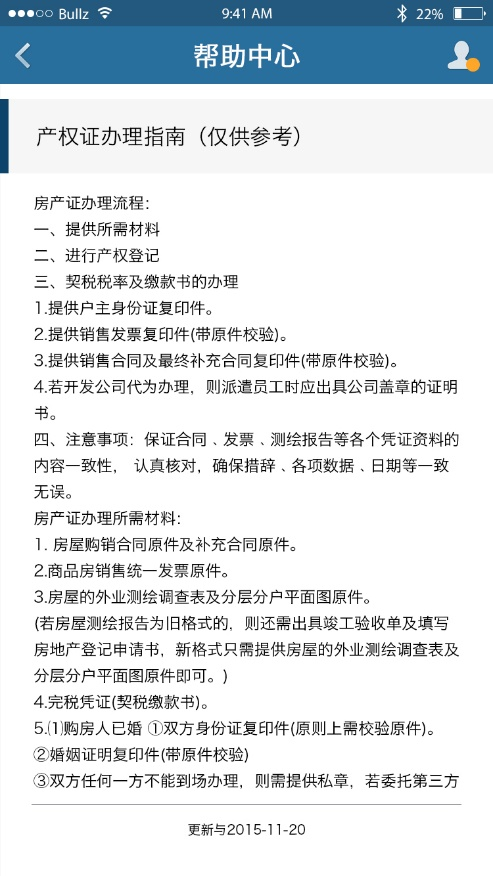 Bullz 9:41 AM 22%
帮助中心
产权证办理指南（仅供参考）
房产证办理流程：
一、提供所需材料
二、进行产权登记
三、契税税率及缴款书的办理
1.提供户主身份证复印件。
2.提供销售发票复印件(带原件校验)。
3.提供销售合同及最终补充合同复印件(带原件校验)。
4.若开发公司代为办理，则派遣员工时应出具公司盖章的证明
书。
四、注意事项：保证合同﹑发票﹑测绘报告等各个凭证资料的
内容一致性， 认真核对，确保措辞﹑各项数据﹑日期等一致
无误。
房产证办理所需材料：
1. 房屋购销合同原件及补充合同原件。
2.商品房销售统一发票原件。
3.房屋的外业测绘调查表及分层分户平面图原件。
(若房屋测绘报告为旧格式的，则还需出具竣工验收单及填写
房地产登记申请书，新格式只需提供房屋的外业测绘调查表及
分层分户平面图原件即可。)
4.完税凭证(契税缴款书)。
5.⑴购房人已婚 ①双方身份证复印件(原则上需校验原件)。
②婚姻证明复印件(带原件校验)
③双方任何一方不能到场办理，则需提供私章，若委托第三方
更新与2015-11-20